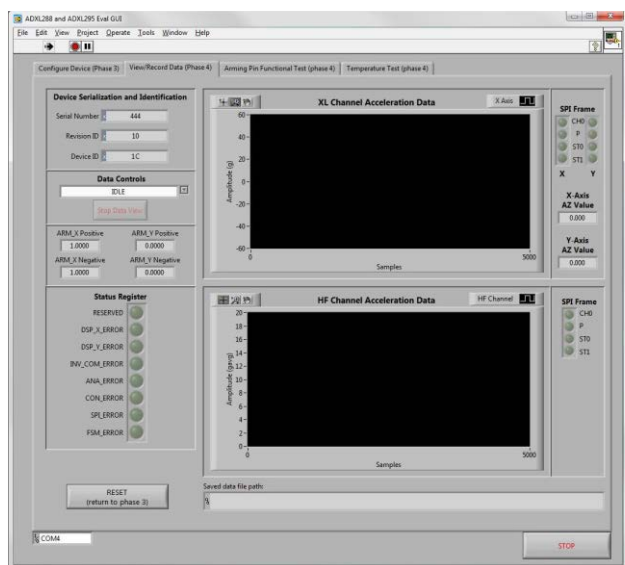 ADXL288 and ADXL295 Eval GUI
File Edit View Project Operate Tools Window Help
Configure Device (Phase 3) View/Record Data (Phase 4) Arming Pin Functional Test (phase 4) Temperature Test (phase 4)
Device Serialization and Identification
Serial Number 444
Revision ID 10
Device ID 1C
Data Controls
IDLE
Stop Data View
ARM_X Positive ARM_Y Positive
1.0000 0.0000
ARM_X Negative ARM_Y Negative
1.0000 0.0000
Status Register
RESERVED
DSP_X_ERROR
DSP_Y_ERROR
INV_COM_ERROR
ANA_ERROR
CON_ERROR
SPI_ERROR
FSM_ERROR
RESET
(return to phase 3)
COM4
XL Channel Acceleration Data X Axis
Amplitude (g)
60
40
20
0
-20
-40
-60
0 5000
Samples
SPI Frame
CH0
P
ST0
ST1
X Y
X-Axis
AZ Value
0.000
Y-Axis
AZ Value
0.000
HF Channel Acceleration Data HF Channel
Amplitude (gavg)
20
18
16
14
12
10
8
6
4
2
0
0 5000
Samples
SPI Frame
CH0
P
ST0
ST1
Saved data file path:
STOP